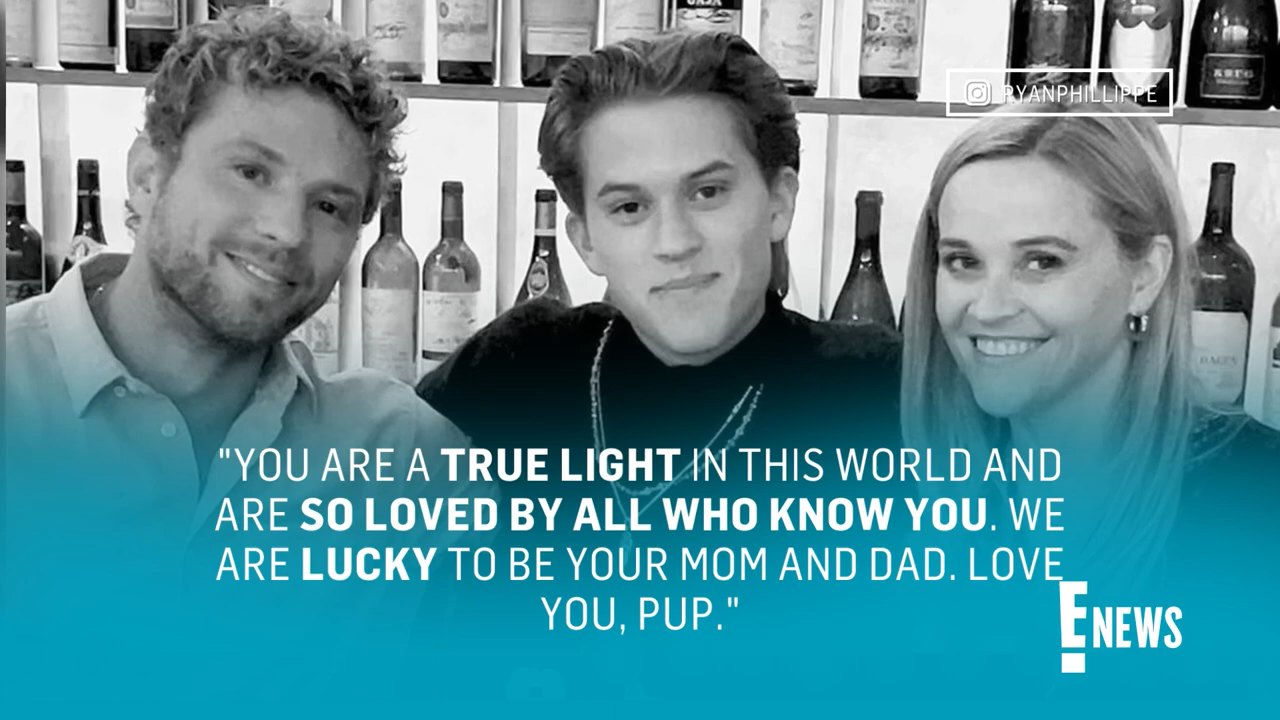 RYANPHILLIPPE
"YOU ARE A TRUE LIGHT IN THIS WORLD AND
ARE SO LOVED BY ALL WHO KNOW YOU. WE
ARE LUCKY TO BE YOUR MOM AND DAD. LOVE
YOU, PUP."
E NEWS